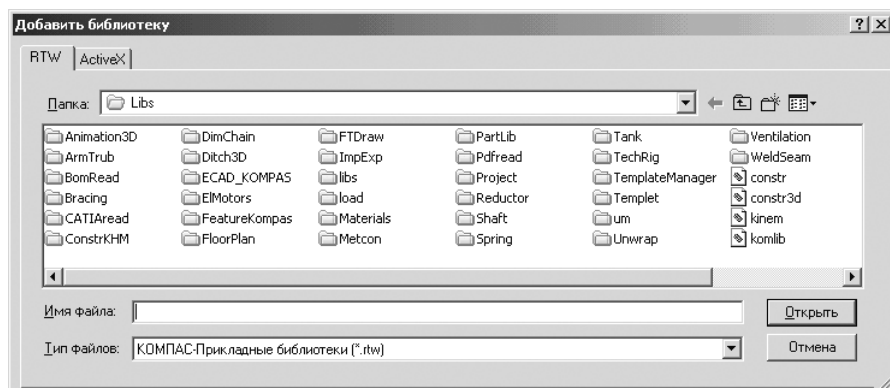 Добавить библиотеку
RTW ActiveX
Папка: Libs
Animation3D DimChain FTDraw PartLib Tank Ventilation
ArmTrub Ditch3D ImpExp Pdfread TechRig WeldSeam
BomRead ECAD_KOMPAS libs Project TemplateManager constr
Bracing ElMotors load Reductor Templet constr3d
CATIAread FeatureKompas Materials Shaft um kinem
ConstrKHM FloorPlan Metcon Spring Unwrap komlib
Имя файла: Открыть
Тип файлов: КОМПАС-Прикладные библиотеки (*.rtw) Отмена